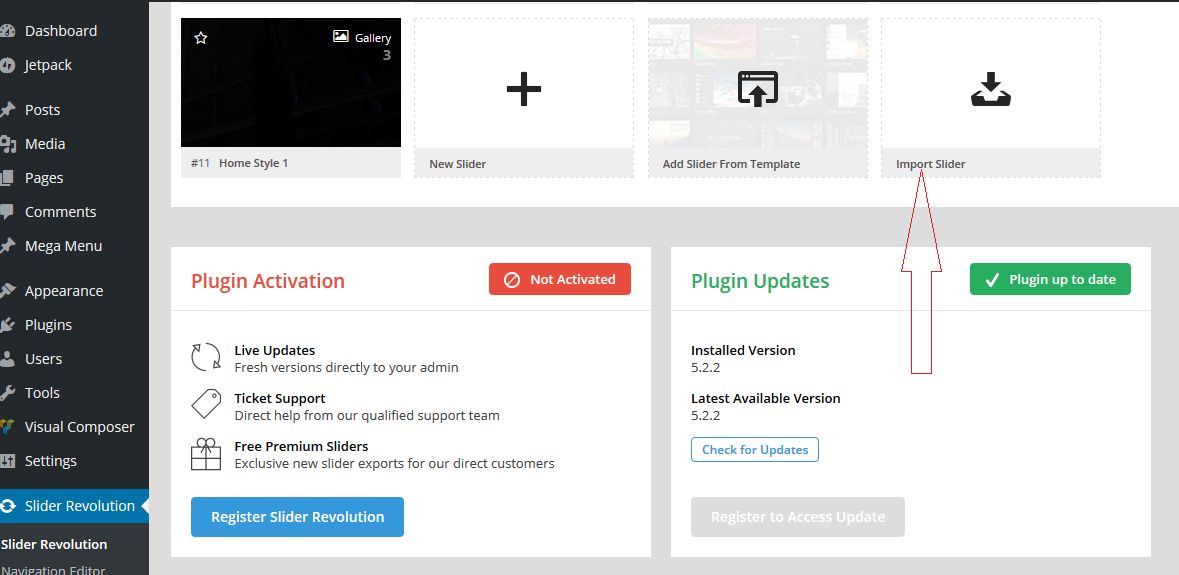 Dashboard
Jetpack
Posts
Media
Pages
Comments
Mega Menu
Appearance
Plugins
Users
Tools
Visual Composer
Settings
Slider Revolution
Slider Revolution
Navigation Editor
Gallery
3
#11 Home Style 1
New Slider
Add Slider From Template
Import Slider
Plugin Activation
Not Activated
Live Updates
Fresh versions directly to your admin
Ticket Support
Direct help from our qualified support team
Free Premium Sliders
Exclusive new slider exports for our direct customers
Register Slider Revolution
Plugin Updates
Plugin up to date
Installed Version
5.2.2
Latest Available Version
5.2.2
Check for Updates
Register to Access Update